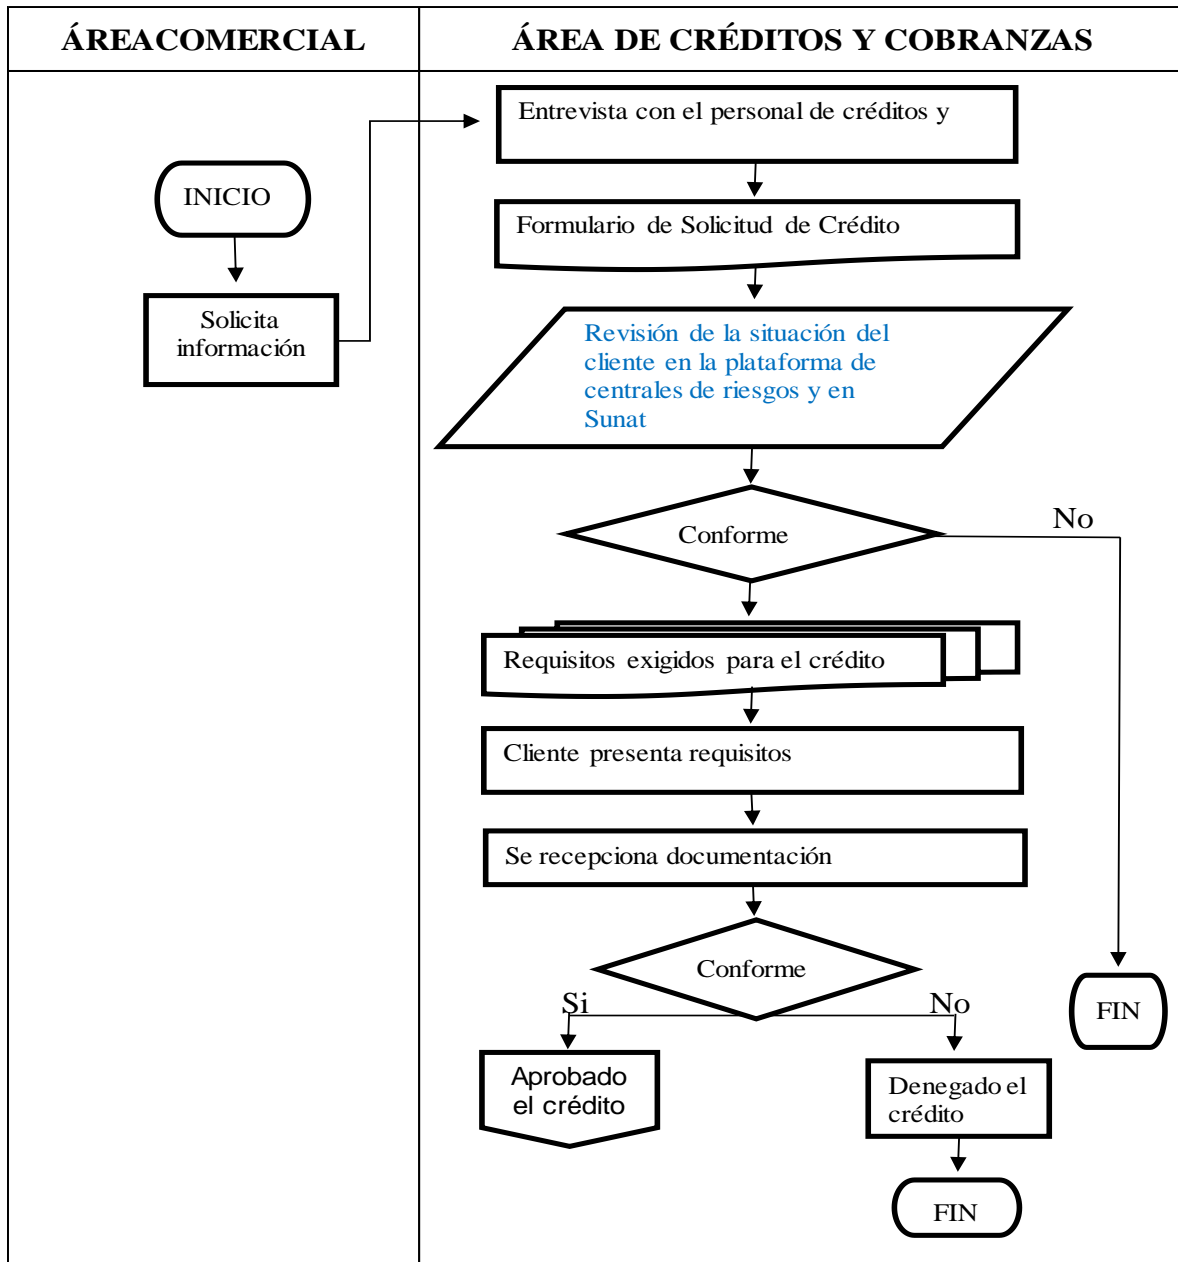 ÁREACOMERCIAL
ÁREA DE CRÉDITOS Y COBRANZAS
INICIO
Solicita
información
Entrevista con el personal de créditos y
Formulario de Solicitud de Crédito
Revisión de la situación del
cliente en la plataforma de
centrales de riesgos y en
Sunat
Conforme
No
Requisitos exigidos para el crédito
Cliente presenta requisitos
Se recepciona documentación
Conforme
Si
No
FIN
Aprobado
el crédito
Denegado el
crédito
FIN